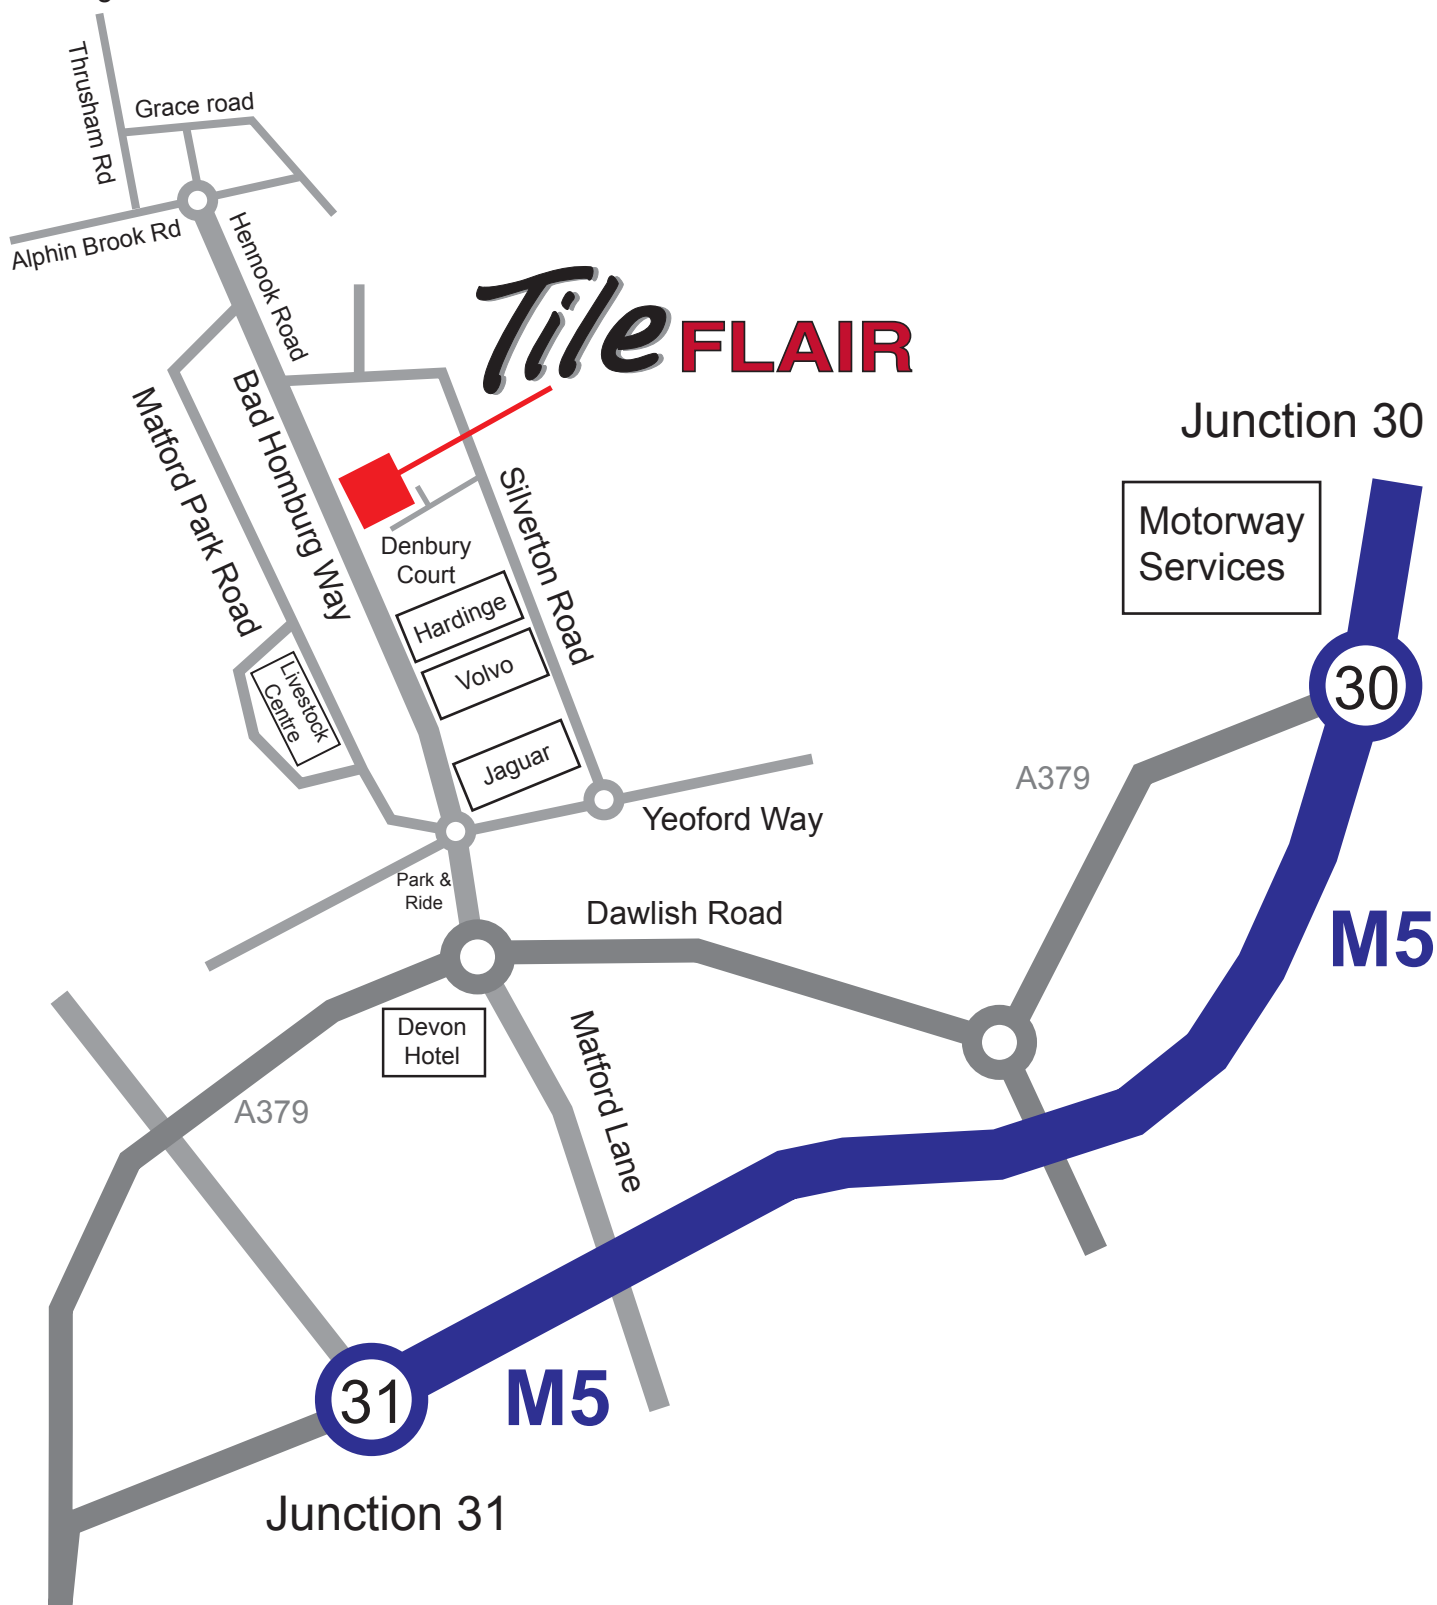 Thrusham Rd
Grace road
Alphin Brook Rd
Hennook Road
Tile FLAIR
Bad Homburg Way
Matford Park Road
Silverton Road
Denbury
Court
Hardinge
Volvo
Jaguar
Livestock
Centre
Yeoford Way
Park &
Ride
Dawlish Road
Devon
Hotel
Matford Lane
A379
Junction 30
Motorway
Services
30
A379
M5
M5
31
Junction 31